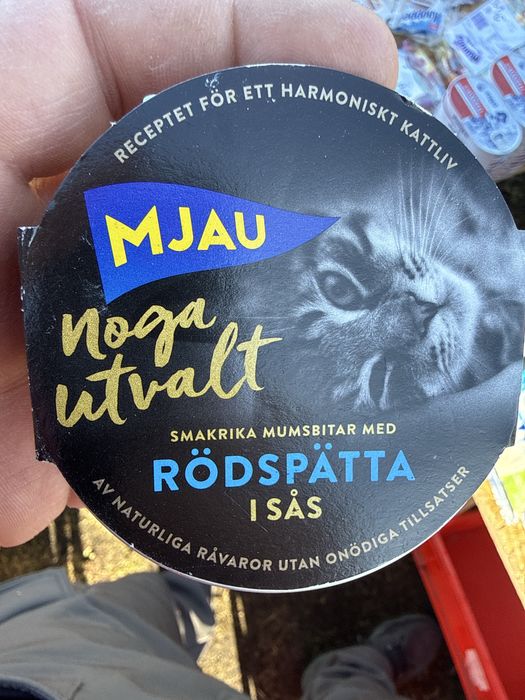 RECEPTET FÖR ETT HARMONISKT KATTLIV
MJAU
noga
utvalt
SMAKRIKA MUMSBITAR MED
RÖDSPÄTTA
I SÅS
AV NATURLIGA RÅVAROR UTAN ONÖDIGA TILLSATSER